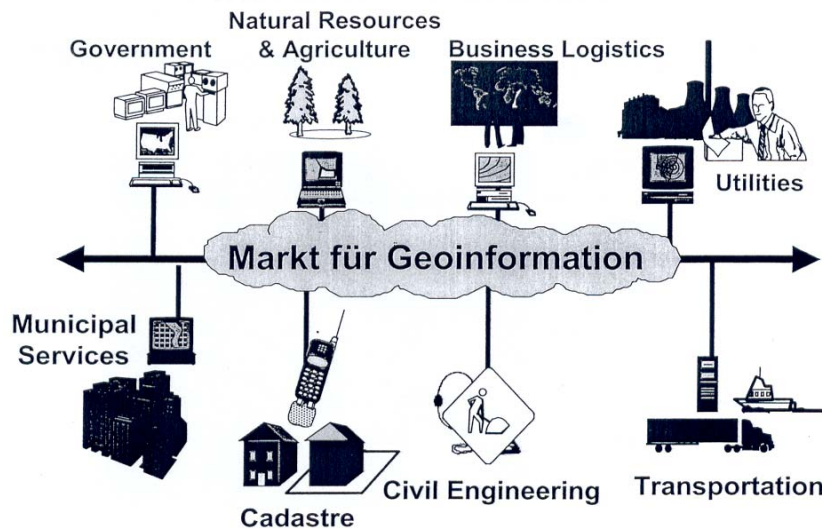 Government
Natural Resources
& Agriculture
Business Logistics
Utilities
Markt für Geoinformation
Municipal
Services
Cadastre
Civil Engineering
Transportation